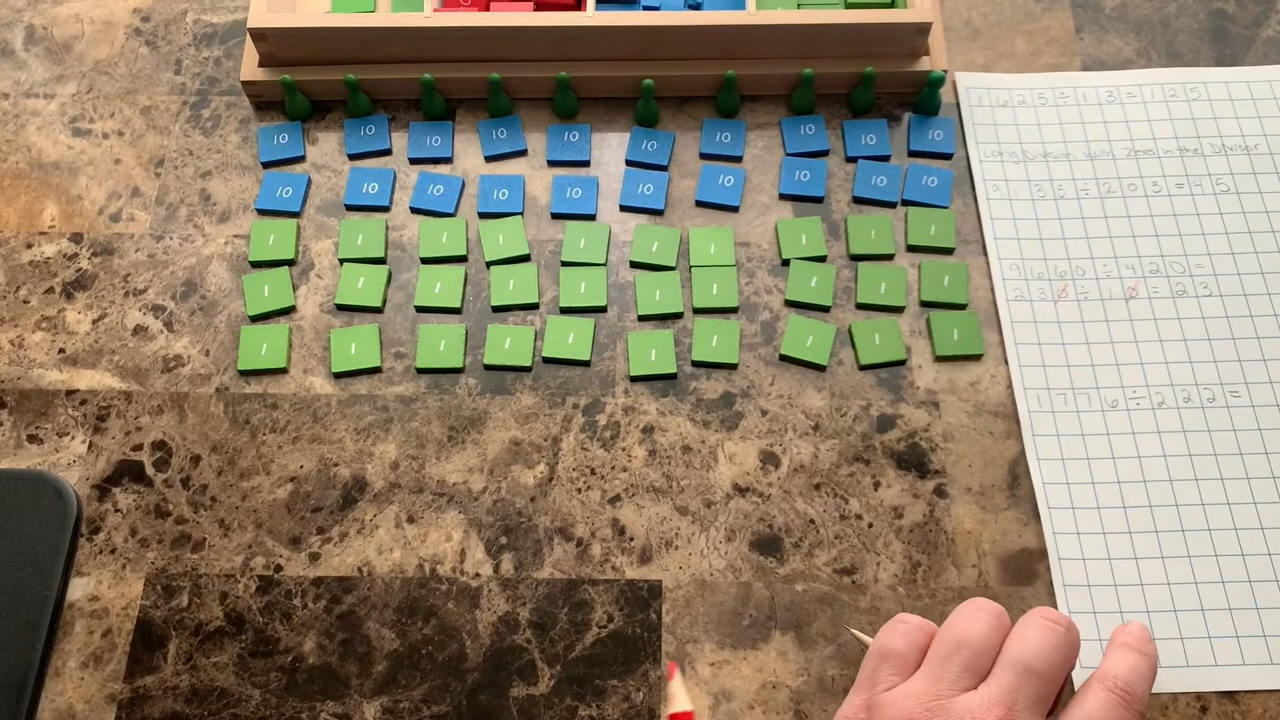 10 10 10 10 10 10 10 10 10 10
10 10 10 10 10 10 10 10 10 10
1 1 1 1 1 1 1 1 1 1
1 1 1 1 1 1 1 1 1 1
1 1 1 1 1 1 1 1 1 1
1625÷13=125
Long Division with Zero in the Divisor
9135÷203=45
9660÷420=
230÷10=23
1776÷222=